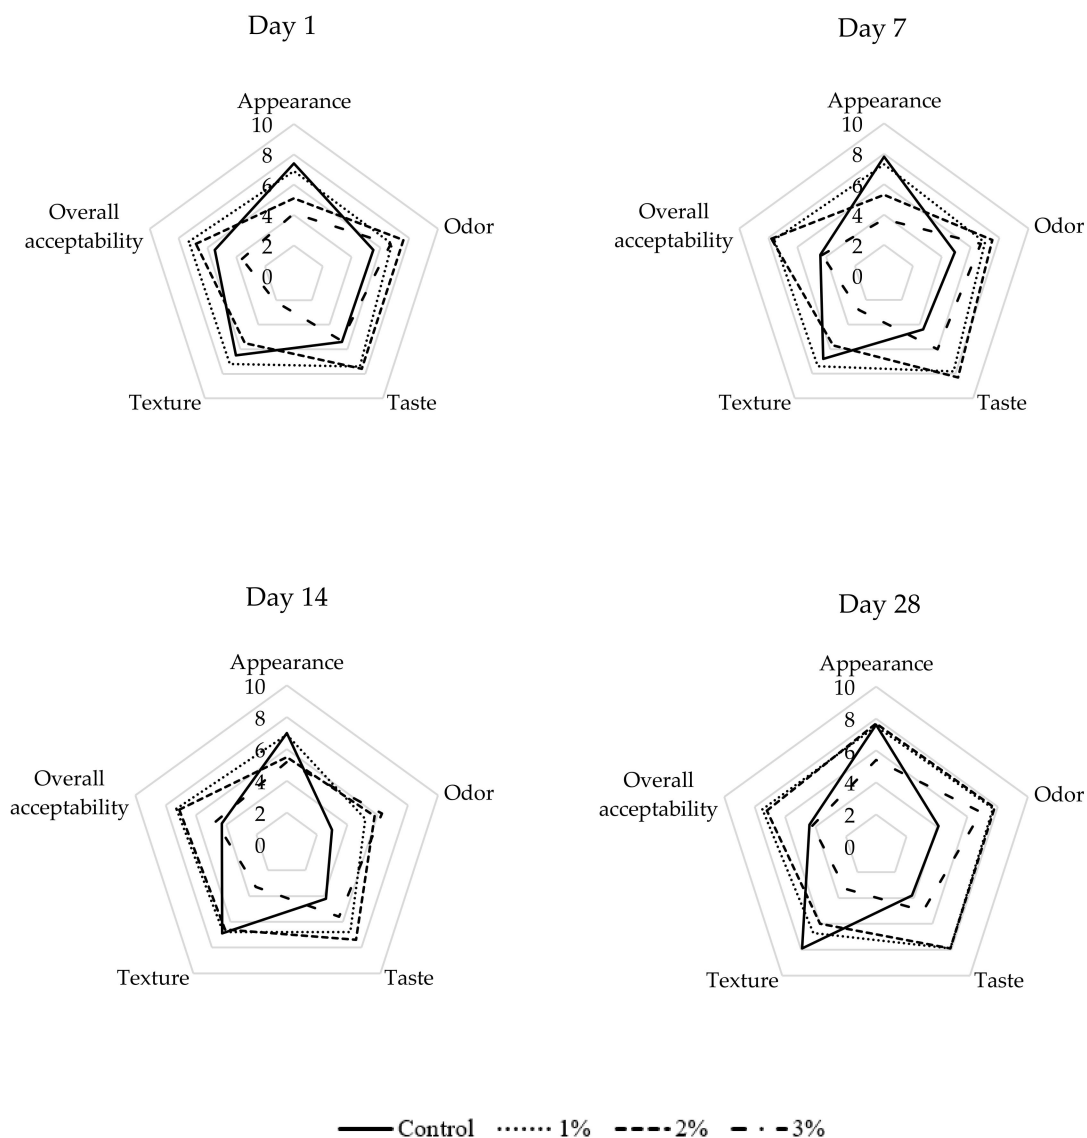 Day 1
Appearance
10
8
6
4
2
0
Overall
acceptability
Odor
Texture
Taste
Day 7
Appearance
10
8
6
4
2
0
Overall
acceptability
Odor
Texture
Taste
Day 14
Appearance
10
8
6
4
2
0
Overall
acceptability
Odor
Texture
Taste
Day 28
Appearance
10
8
6
4
2
0
Overall
acceptability
Odor
Texture
Taste
Control 1% 2% 3%